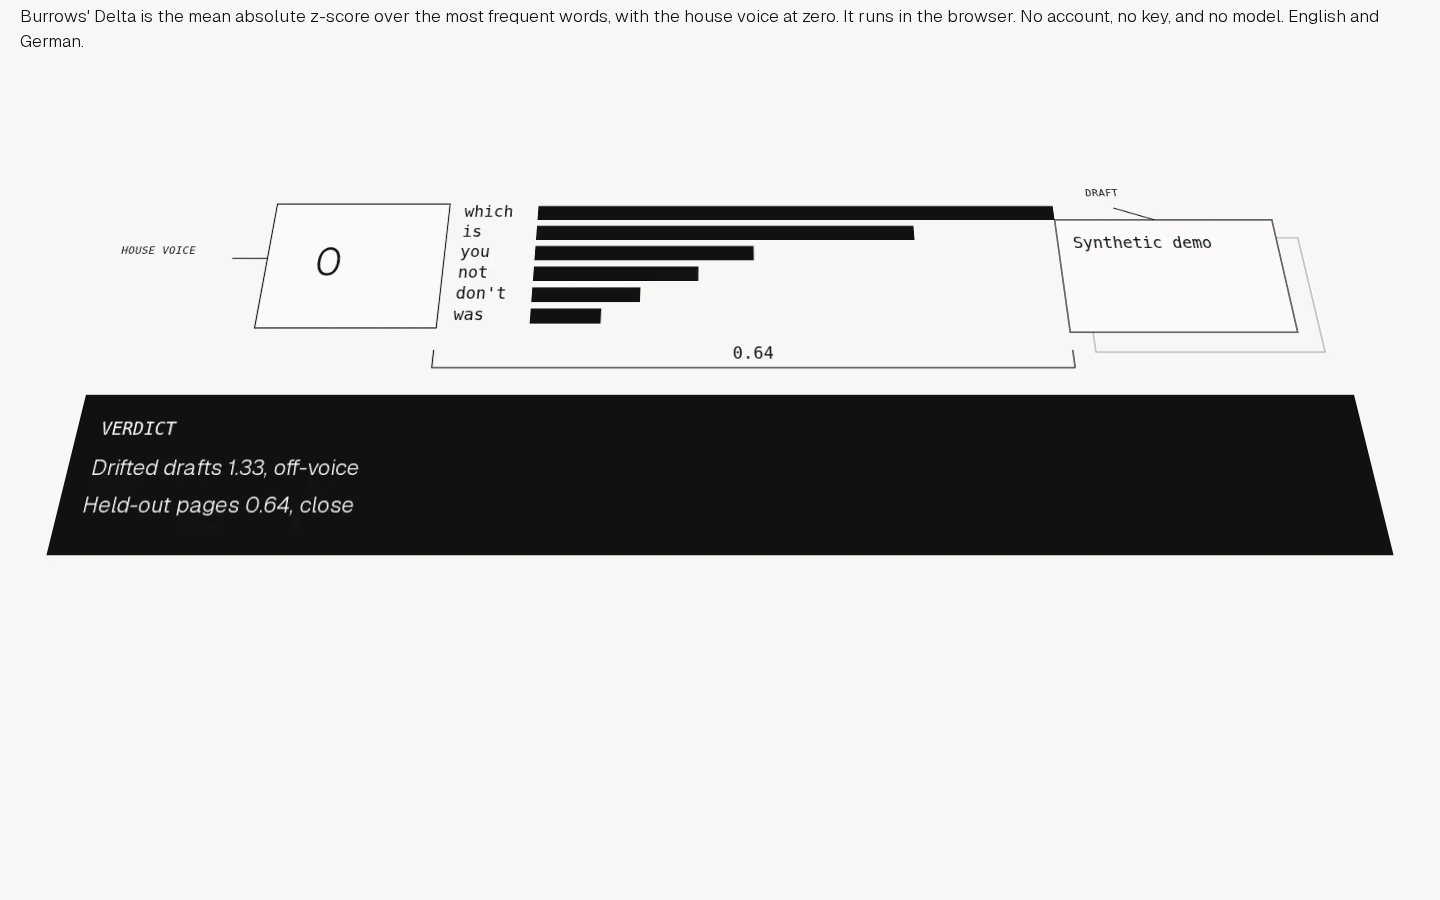 Burrows' Delta is the mean absolute z-score over the most frequent words, with the house voice at zero. It runs in the browser. No account, no key, and no model. English and
German.
DRAFT
HOUSE VOICE
0
which
is
you
not
don't
was
Synthetic demo
0.64
VERDICT
Drifted drafts 1.33, off-voice
Held-out pages 0.64, close